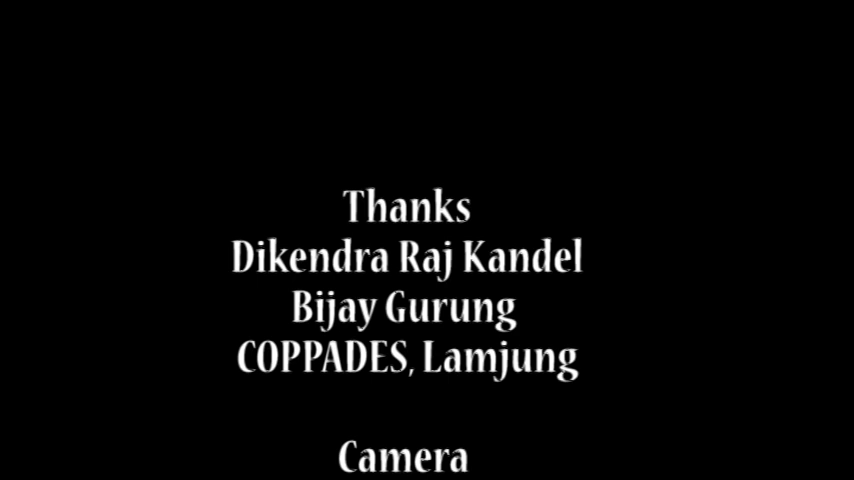 Thanks
Dikendra Raj Kandel
Bijay Gurung
COPPADES, Lamjung
Camera